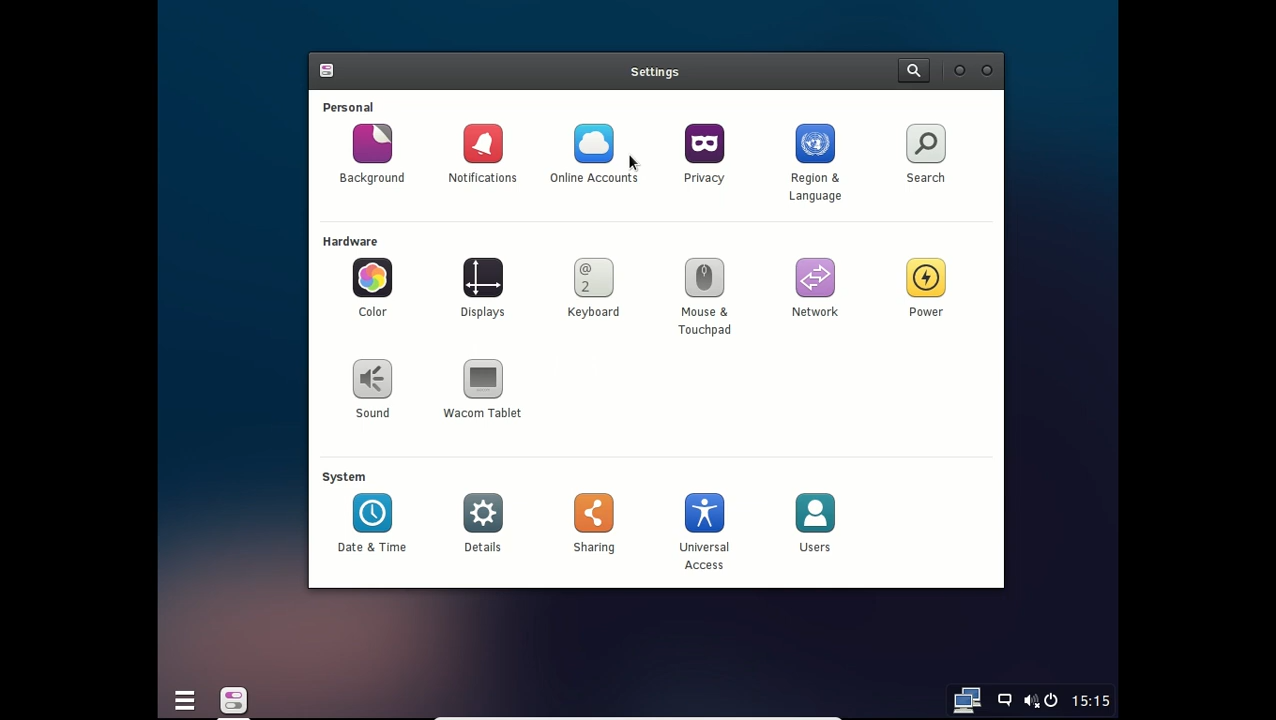 Settings
Personal
Background
Notifications
Online Accounts
Privacy
Region &
Language
Search
Hardware
Color
Displays
@
2
Keyboard
Mouse &
Touchpad
Network
Power
Sound
Wacom Tablet
System
Date & Time
Details
Sharing
Universal
Access
Users
15:15